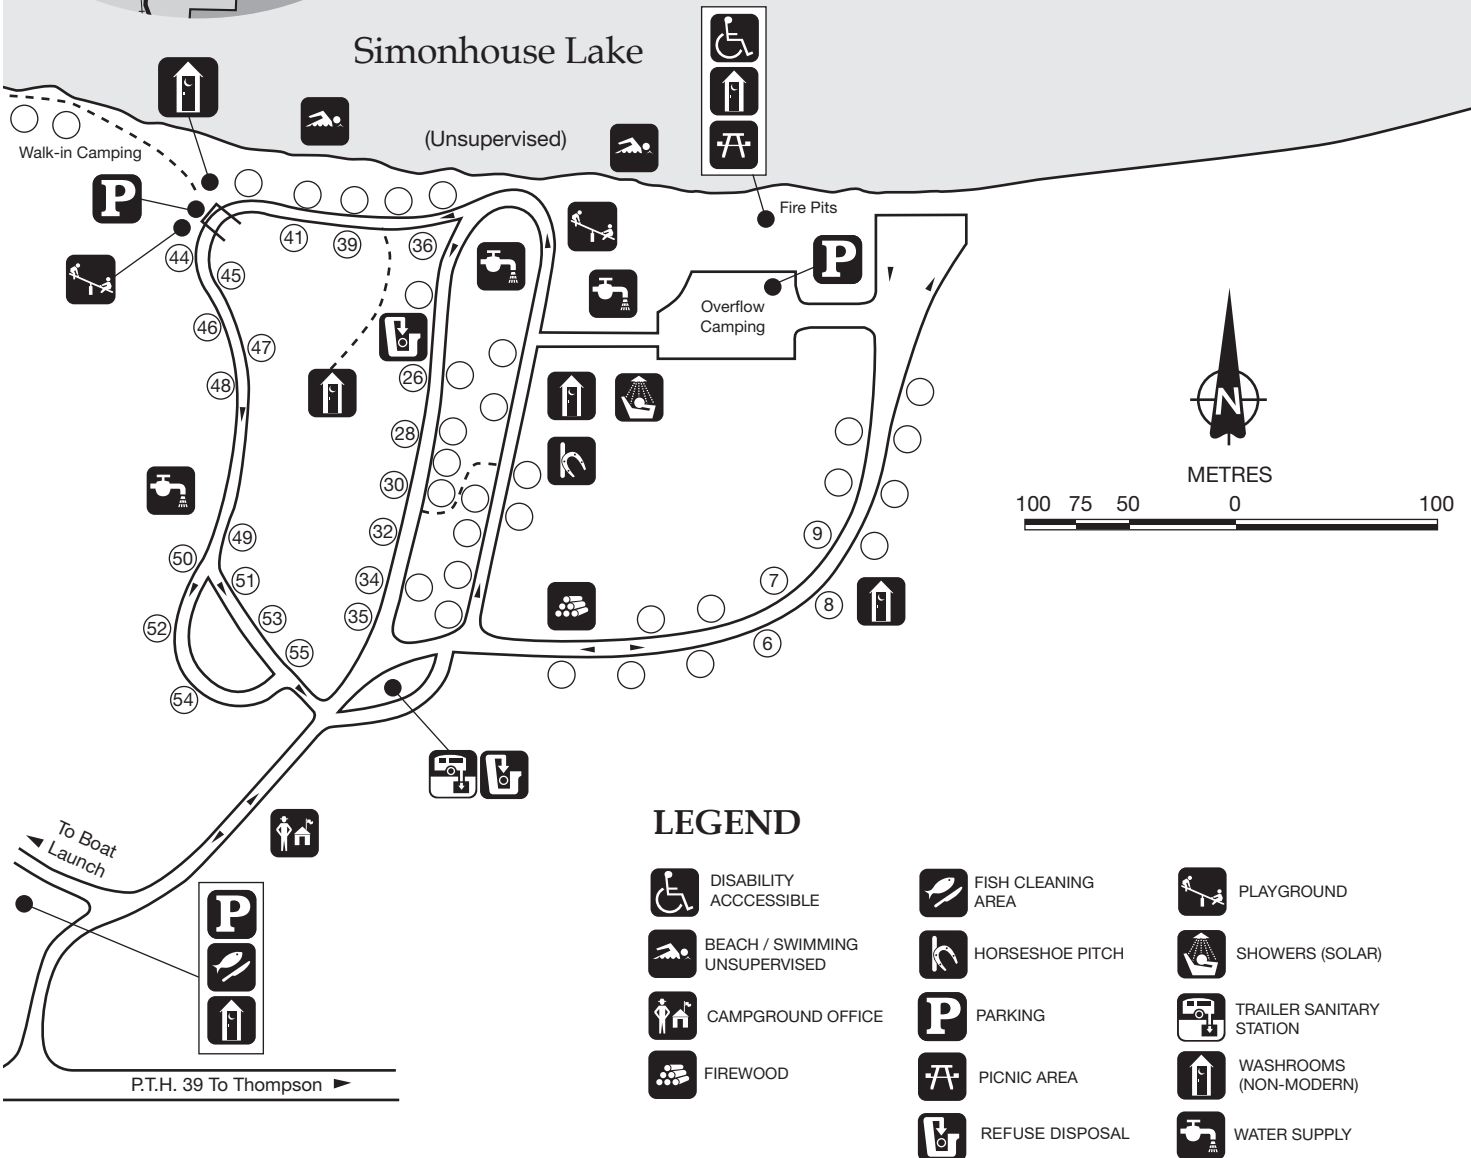 Simonhouse Lake
(Unsupervised)
Walk-in Camping
P
Fire Pits
P
Overflow
Camping
41
39
36
44
45
46
47
48
26
28
30
32
34
35
49
50
51
52
53
54
55
9
7
8
6
N
METRES
100 75 50 0 100
To Boat
Launch
P
P.T.H. 39 To Thompson
LEGEND
DISABILITY
ACCCESSIBLE
BEACH / SWIMMING
UNSUPERVISED
CAMPGROUND OFFICE
FIREWOOD
FISH CLEANING
AREA
HORSESHOE PITCH
P
PARKING
PICNIC AREA
REFUSE DISPOSAL
PLAYGROUND
SHOWERS (SOLAR)
TRAILER SANITARY
STATION
WASHROOMS
(NON-MODERN)
WATER SUPPLY